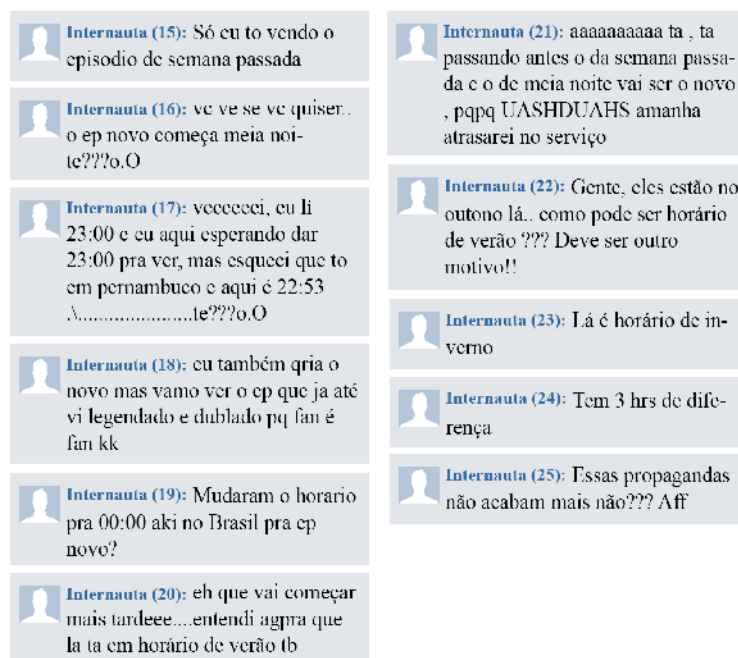 Internauta (15): Só eu to vendo o
episodio de semana passada
Internauta (16): vc ve se vc quiser..
o ep novo começa meia noi-
te???o.O
Internauta (17): veeeeeei, eu li
23:00 e eu aqui esperando dar
23:00 pra ver, mas esqueci que to
em pernambuco e aqui é 22:53
.\......................te???o.O
Internauta (18): eu também qria o
novo mas vamo ver o ep que ja até
vi legendado e dublado pq fan é
fan kk
Internauta (19): Mudaram o horario
pra 00:00 aki no Brasil pra ep
novo?
Internauta (20): eh que vai começar
mais tardeee....entendi agpra que
la ta em horário de verão tb
Internauta (21): aaaaaaaaaa ta , ta
passando antes o da semana passa-
da e o de meia noite vai ser o novo
, pqpq UASHDUAHS amanha
atrasarei no serviço
Internauta (22): Gente, eles estão no
outono lá.. como pode ser horário
de verão ??? Deve ser outro
motivo!!
Internauta (23): Lá é horário de in-
verno
Internauta (24): Tem 3 hrs de dife-
rença
Internauta (25): Essas propagandas
não acabam mais não??? Aff